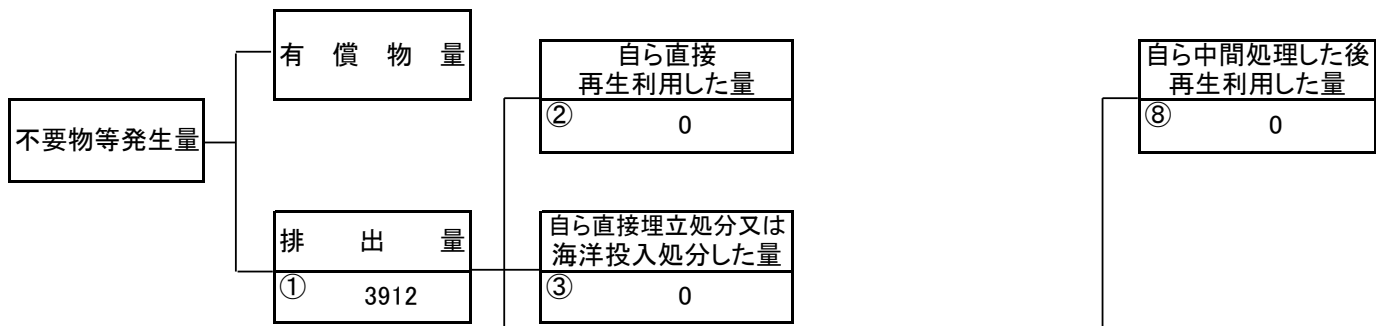 有償物量
自ら直接
再生利用した量
② 0
自ら中間処理した後
再生利用した量
⑧ 0
不要物等発生量
排出量
① 3912
自ら直接埋立処分又は
海洋投入処分した量
③ 0